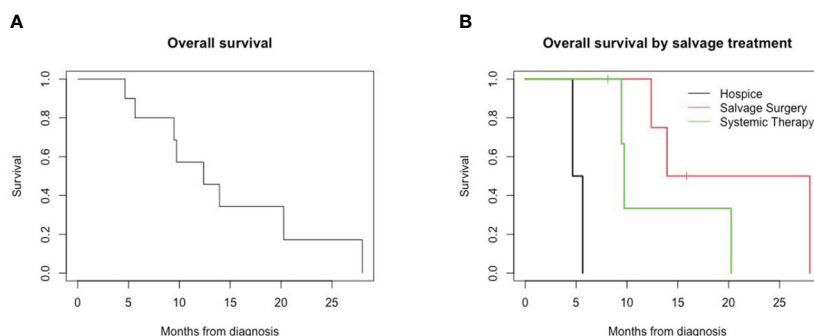 A
Overall survival
Survival
0.0 0.2 0.4 0.6 0.8 1.0
0 5 10 15 20 25
Months from diagnosis
B
Overall survival by salvage treatment
Hospice
Salvage Surgery
Systemic Therapy
Survival
0.0 0.2 0.4 0.6 0.8 1.0
0 5 10 15 20 25
Months from diagnosis